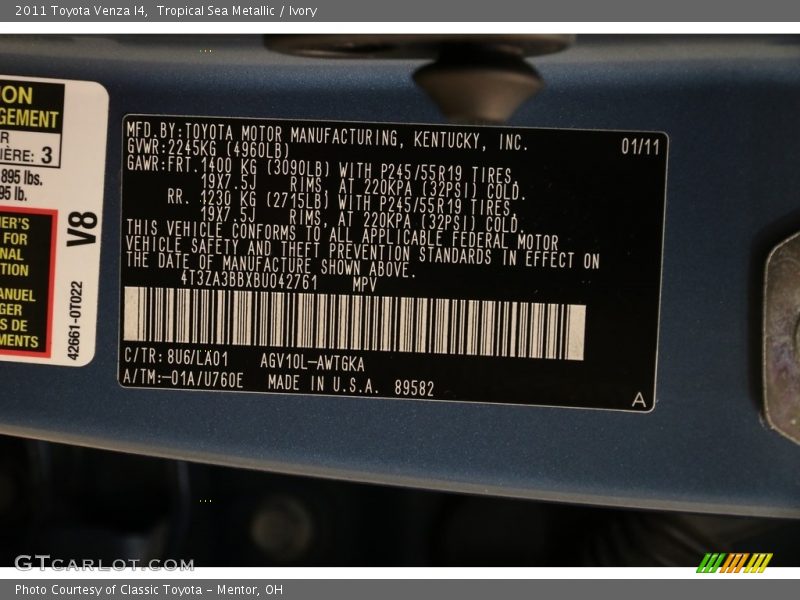 2011 Toyota Venza I4, Tropical Sea Metallic / Ivory
ON
GEMENT
R
IÈRE: 3
895 lbs.
95 lb.
ER'S
FOR
NAL
TION
ANUEL
GER
S DE
MENTS
V8
42661-0T022
MFD.BY:TOYOTA MOTOR MANUFACTURING, KENTUCKY, INC. 01/11
GVWR:2245KG (4960LB)
GAWR:FRT.1400 KG (3090LB) WITH P245/55R19 TIRES,
19X7.5J RIMS, AT 220KPA (32PSI) COLD.
RR. 1230 KG (2715LB) WITH P245/55R19 TIRES,
19X7.5J RIMS, AT 220KPA (32PSI) COLD.
THIS VEHICLE CONFORMS TO ALL APPLICABLE FEDERAL MOTOR
VEHICLE SAFETY AND THEFT PREVENTION STANDARDS IN EFFECT ON
THE DATE OF MANUFACTURE SHOWN ABOVE.
4T3ZA3BBXBU042761 MPV
C/TR: 8U6/LA01 AGV10L-AWTGKA
A/TM:-01A/U760E MADE IN U.S.A. 89582
A
GTCARLOT.COM
Photo Courtesy of Classic Toyota - Mentor, OH